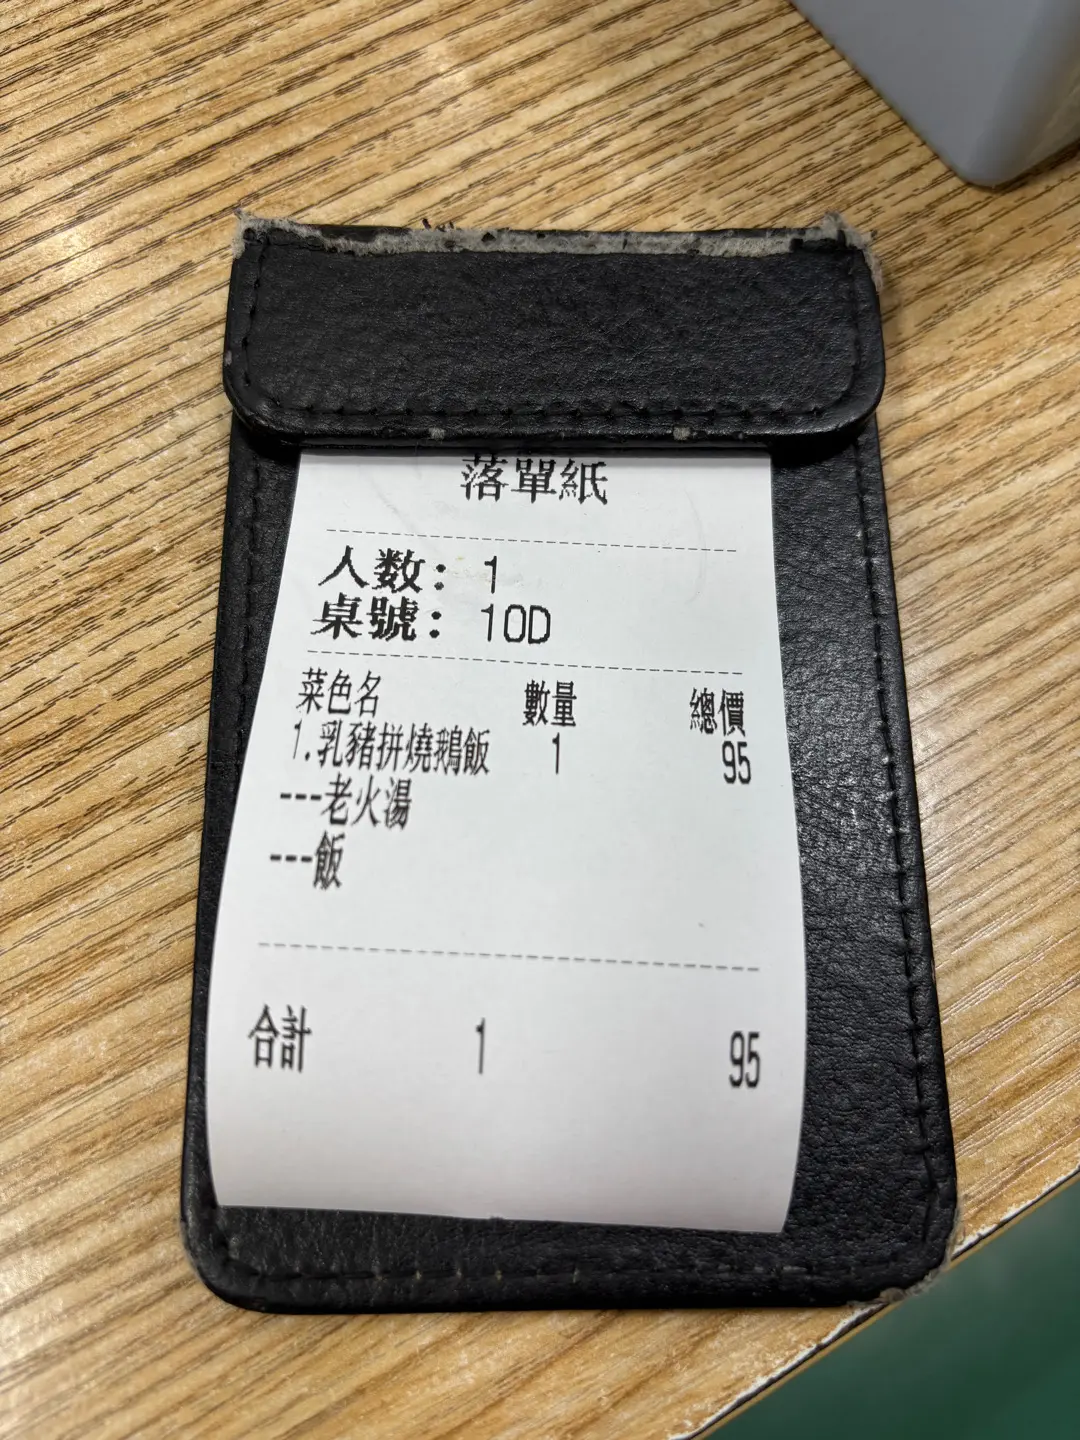 落單紙
人数: 1
桌號: 10D
菜色名 數量 總價
1.乳豬拼燒鵝飯 1 95
---老火湯
---飯
合計 1 95